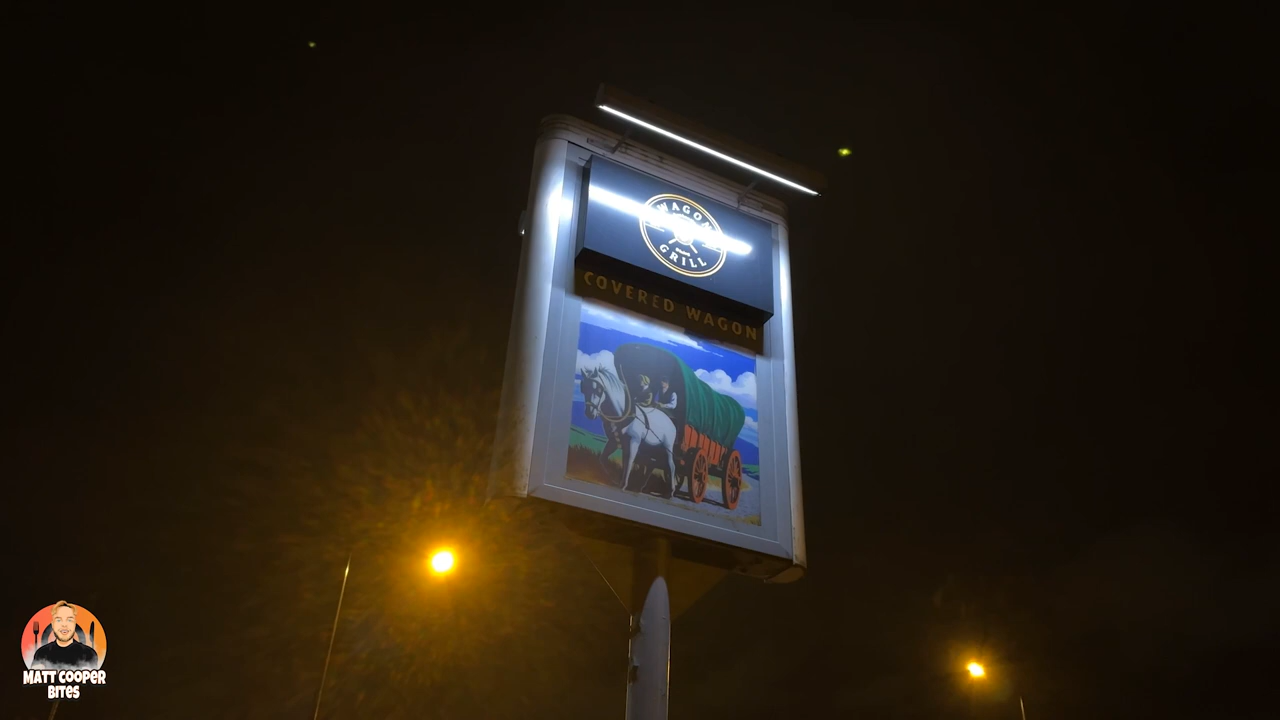 WAGON
GRILL
COVERED WAGON
MATT COOPER
BITES